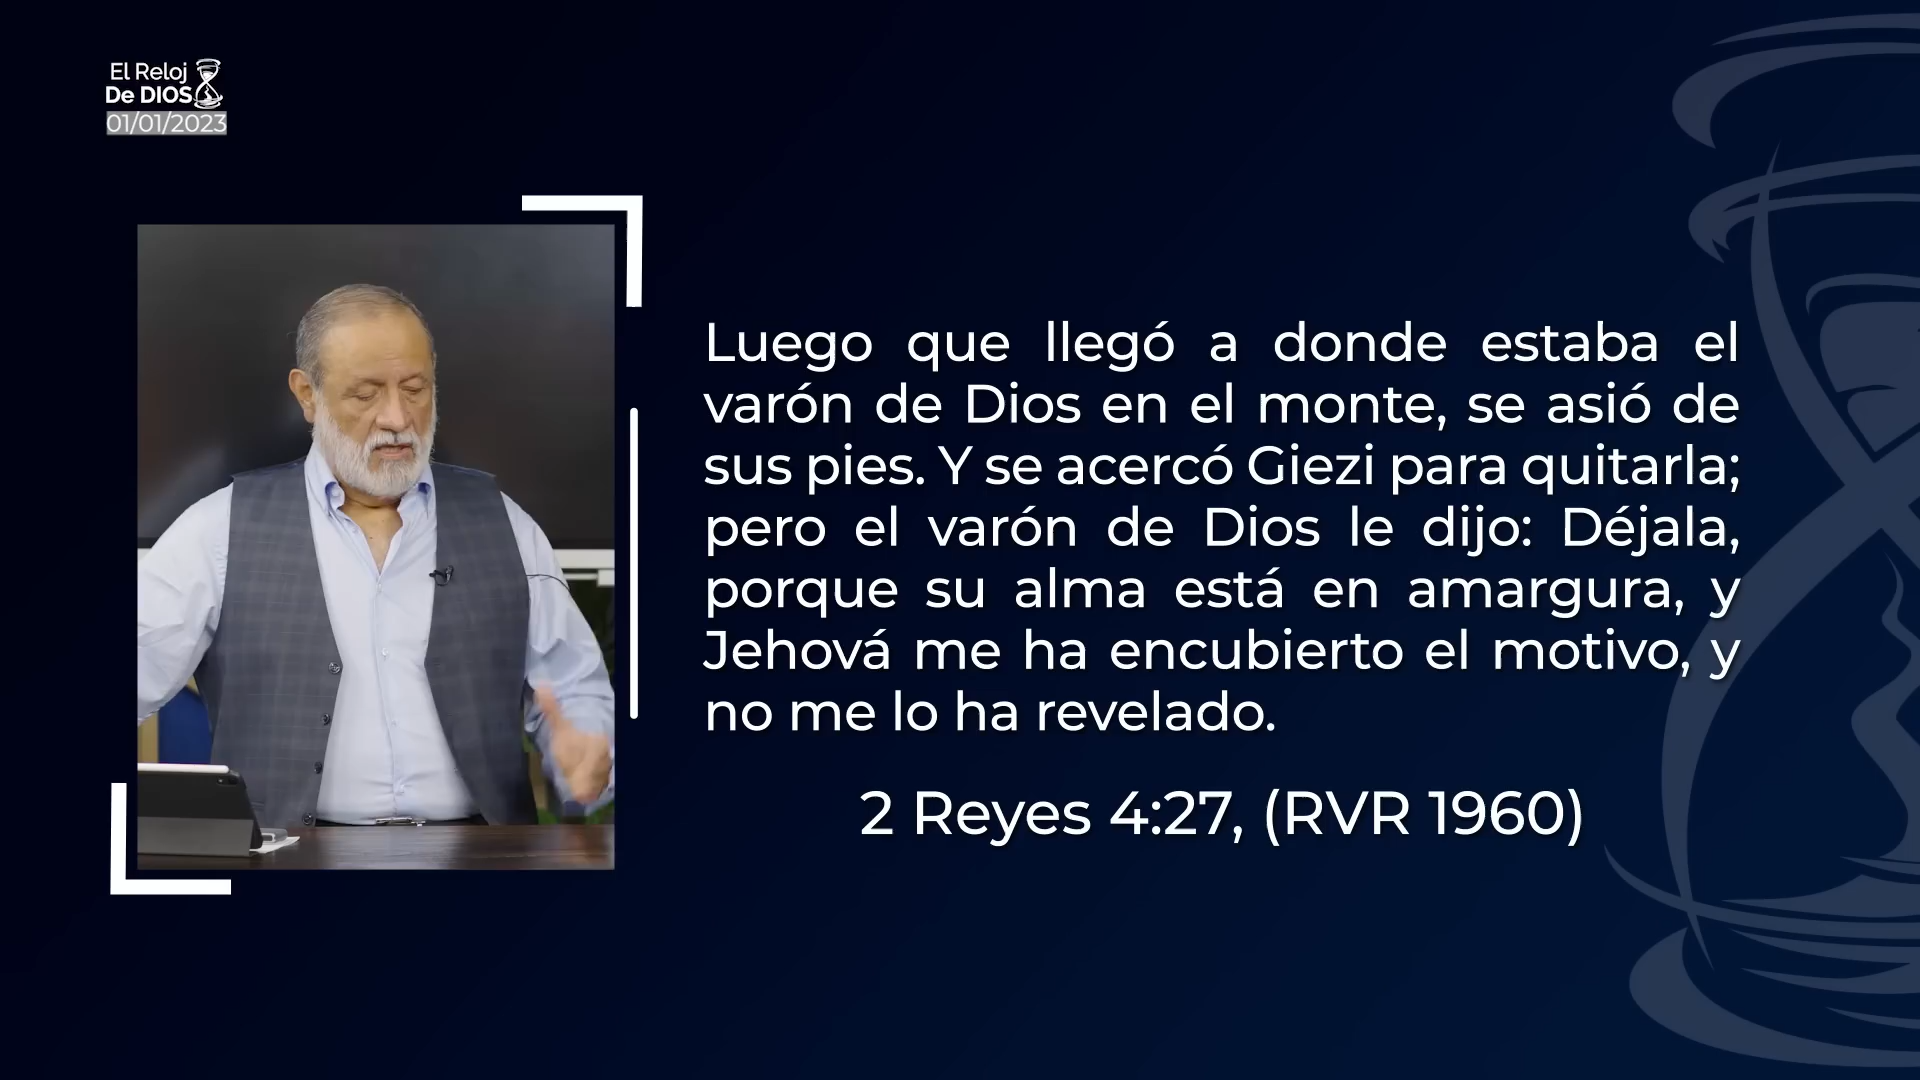 El Reloj
De DIOS
01/01/2023
Luego que llegó a donde estaba el
varón de Dios en el monte, se asió de
sus pies. Y se acercó Giezi para quitarla;
pero el varón de Dios le dijo: Déjala,
porque su alma está en amargura, y
Jehová me ha encubierto el motivo, y
no me lo ha revelado.
2 Reyes 4:27, (RVR 1960)